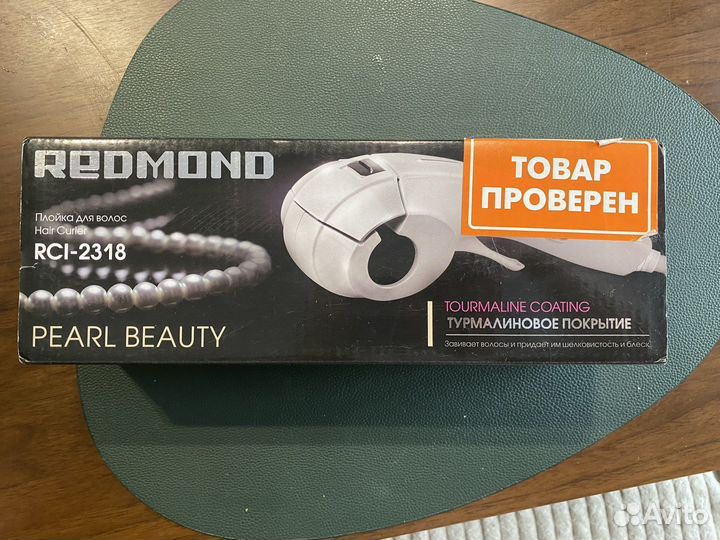 REDMOND
Плойка для волос
Hair Curler
RCI-2318
PEARL BEAUTY
ТОВАР
ПРОВЕРЕН
TOURMALINE COATING
ТУРМАЛИНОВОЕ ПОКРЫТИЕ
Завивает волосы и придает им шелковистость и блеск
Avito